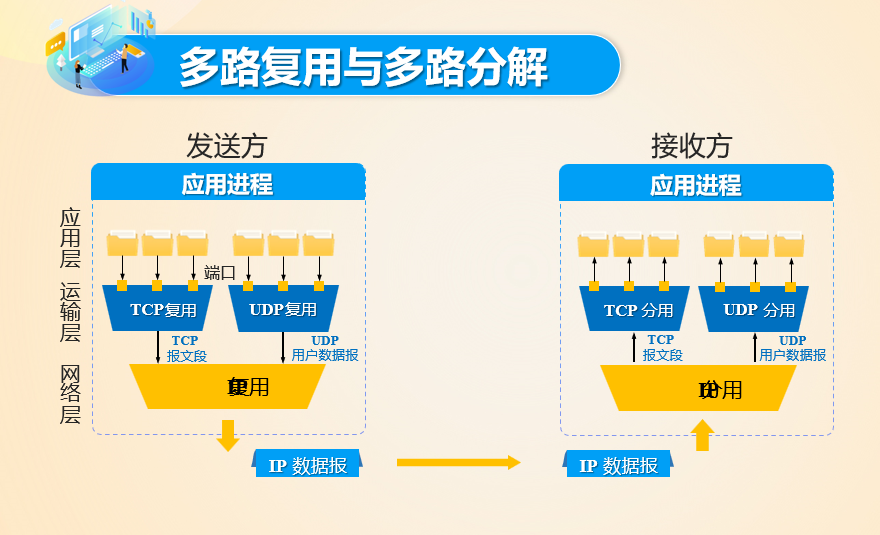 多路复用与多路分解
发送方
接收方
应用进程
应用进程
应用层
端口
运输层
TCP复用
UDP复用
TCP 分用
UDP 分用
TCP
报文段
UDP
用户数据报
TCP
报文段
UDP
用户数据报
网络层
IP复用
IP分用
IP 数据报
IP 数据报